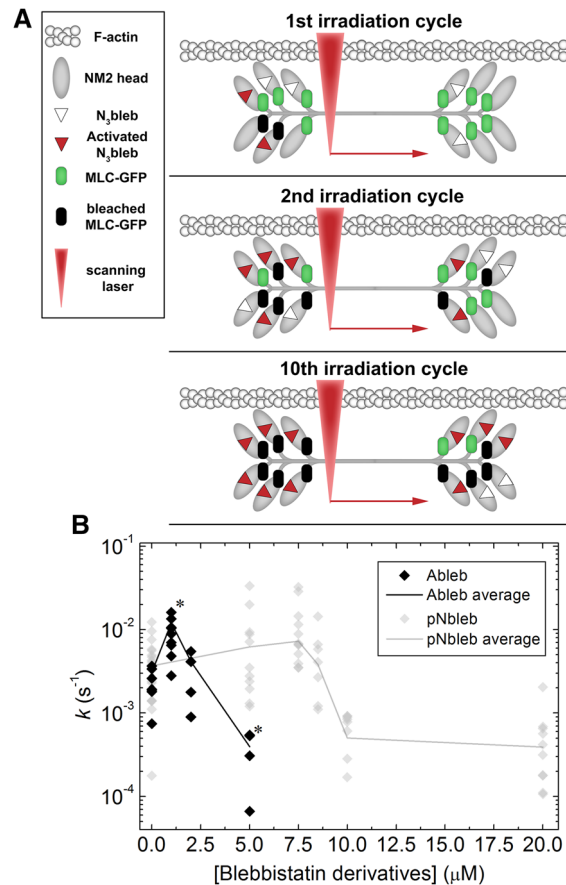 A
F-actin
NM2 head
N3bleb
Activated
N3bleb
MLC-GFP
bleached
MLC-GFP
scanning
laser
1st irradiation cycle
2nd irradiation cycle
10th irradiation cycle
B
10-1
10-2
10-3
10-4
k (s-1)
*
*
Ableb
Ableb average
pNbleb
pNbleb average
0.0 2.5 5.0 7.5 10.0 12.5 15.0 17.5 20.0
[Blebbistatin derivatives] (μM)